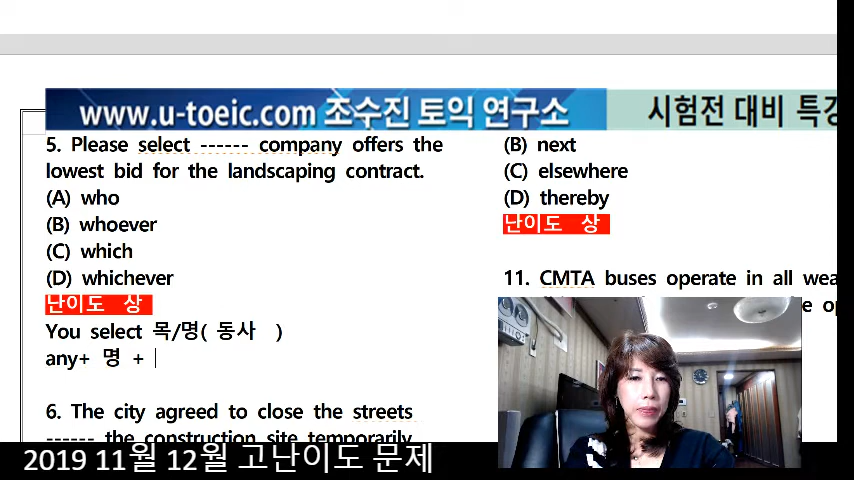 www.u-toeic.com 조수진 토익 연구소
시험전 대비 특강
5. Please select ------ company offers the
lowest bid for the landscaping contract.
(A) who
(B) whoever
(C) which
(D) whichever
난이도 상
You select 목/명( 동사 )
any+ 명 +
6. The city agreed to close the streets
------ the construction site temporarily
(B) next
(C) elsewhere
(D) thereby
난이도 상
11. CMTA buses operate in all
2019 11월 12월 고난이도 문제